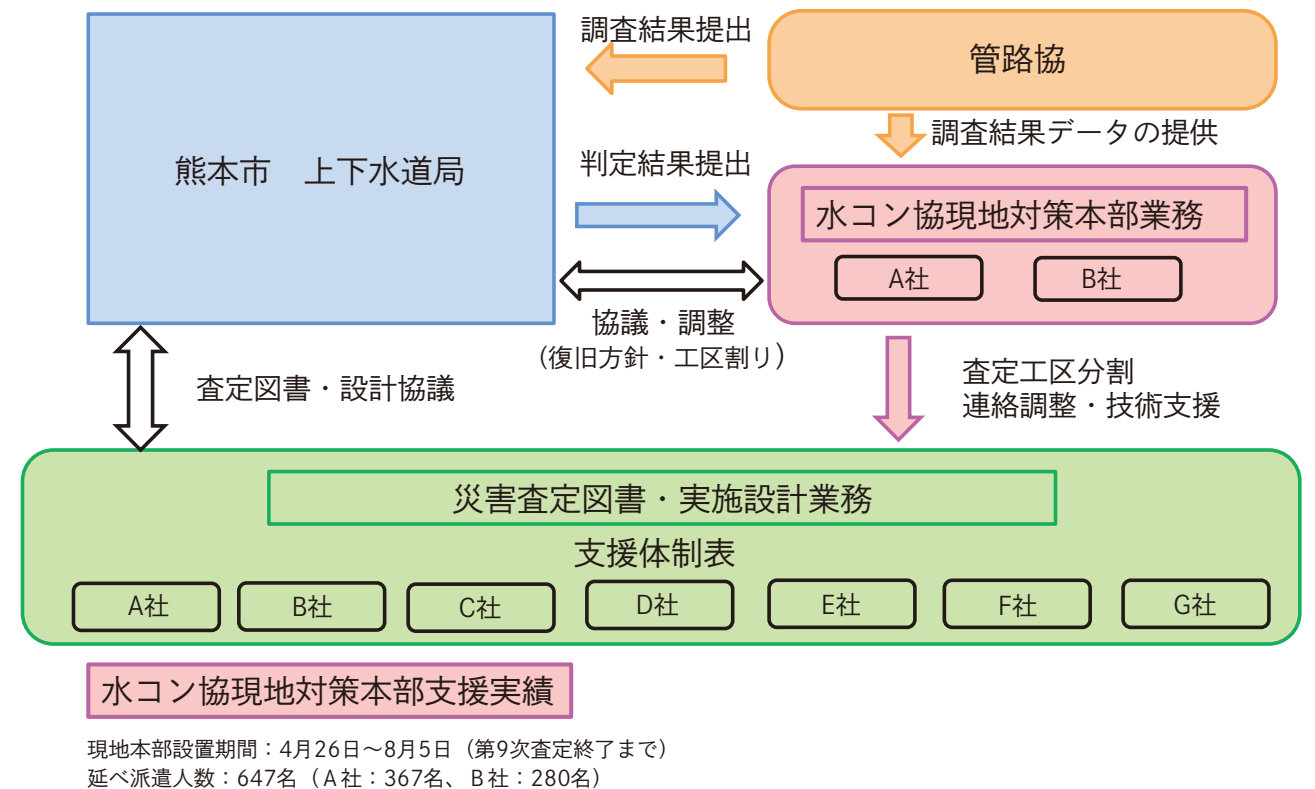 調査結果提出
管路協
調査結果データの提供
熊本市　上下水道局
判定結果提出
水コン協現地対策本部業務
A社
B社
協議・調整
(復旧方針・工区割り)
査定図書・設計協議
査定工区分割
連絡調整・技術支援
災害査定図書・実施設計業務
支援体制表
A社
B社
C社
D社
E社
F社
G社
水コン協現地対策本部支援実績
現地本部設置期間：4月26日～8月5日（第9次査定終了まで）
延べ派遣人数：647名（A社：367名、B社：280名）